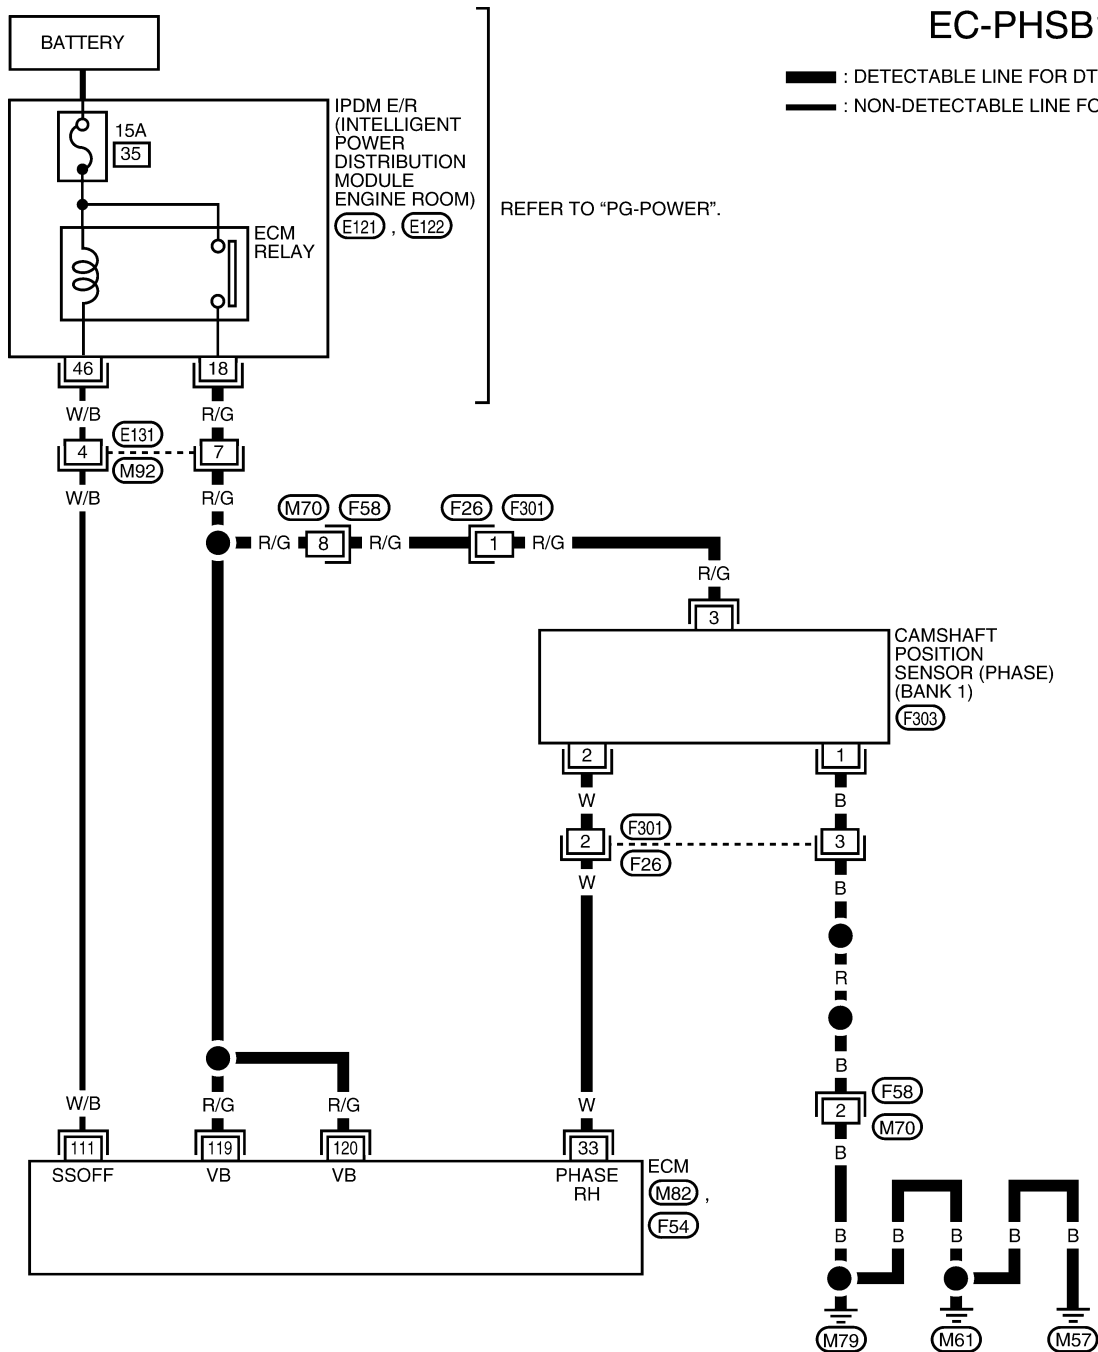 EC-PHSB1
BATTERY
: DETECTABLE LINE FOR DT
: NON-DETECTABLE LINE FO
IPDM E/R
(INTELLIGENT
POWER
DISTRIBUTION
MODULE
ENGINE ROOM)
E121 , E122
15A
35
REFER TO “PG-POWER”.
ECM
RELAY
46
18
W/B
R/G
4
E131
M92
7
W/B
R/G
M70
F58
F26
F301
R/G
8
R/G
1
R/G
R/G
3
CAMSHAFT
POSITION
SENSOR (PHASE)
(BANK 1)
F303
2
1
W
B
2
F301
F26
3
W
B
R
B
2
F58
M70
B
W/B
R/G
R/G
W
111
119
120
33
SSOFF
VB
VB
PHASE
RH
ECM
M82 ,
F54
B
B
B
B
B
M79
M61
M57